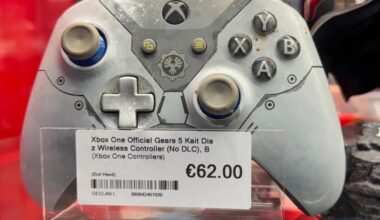 Y
X
B
A
Xbox One Official Gears 5 Kait Dia
z Wireless Controller (No DLC), B
(Xbox One Controllers)
(2nd Hand)
€62.00
DECLAN L.